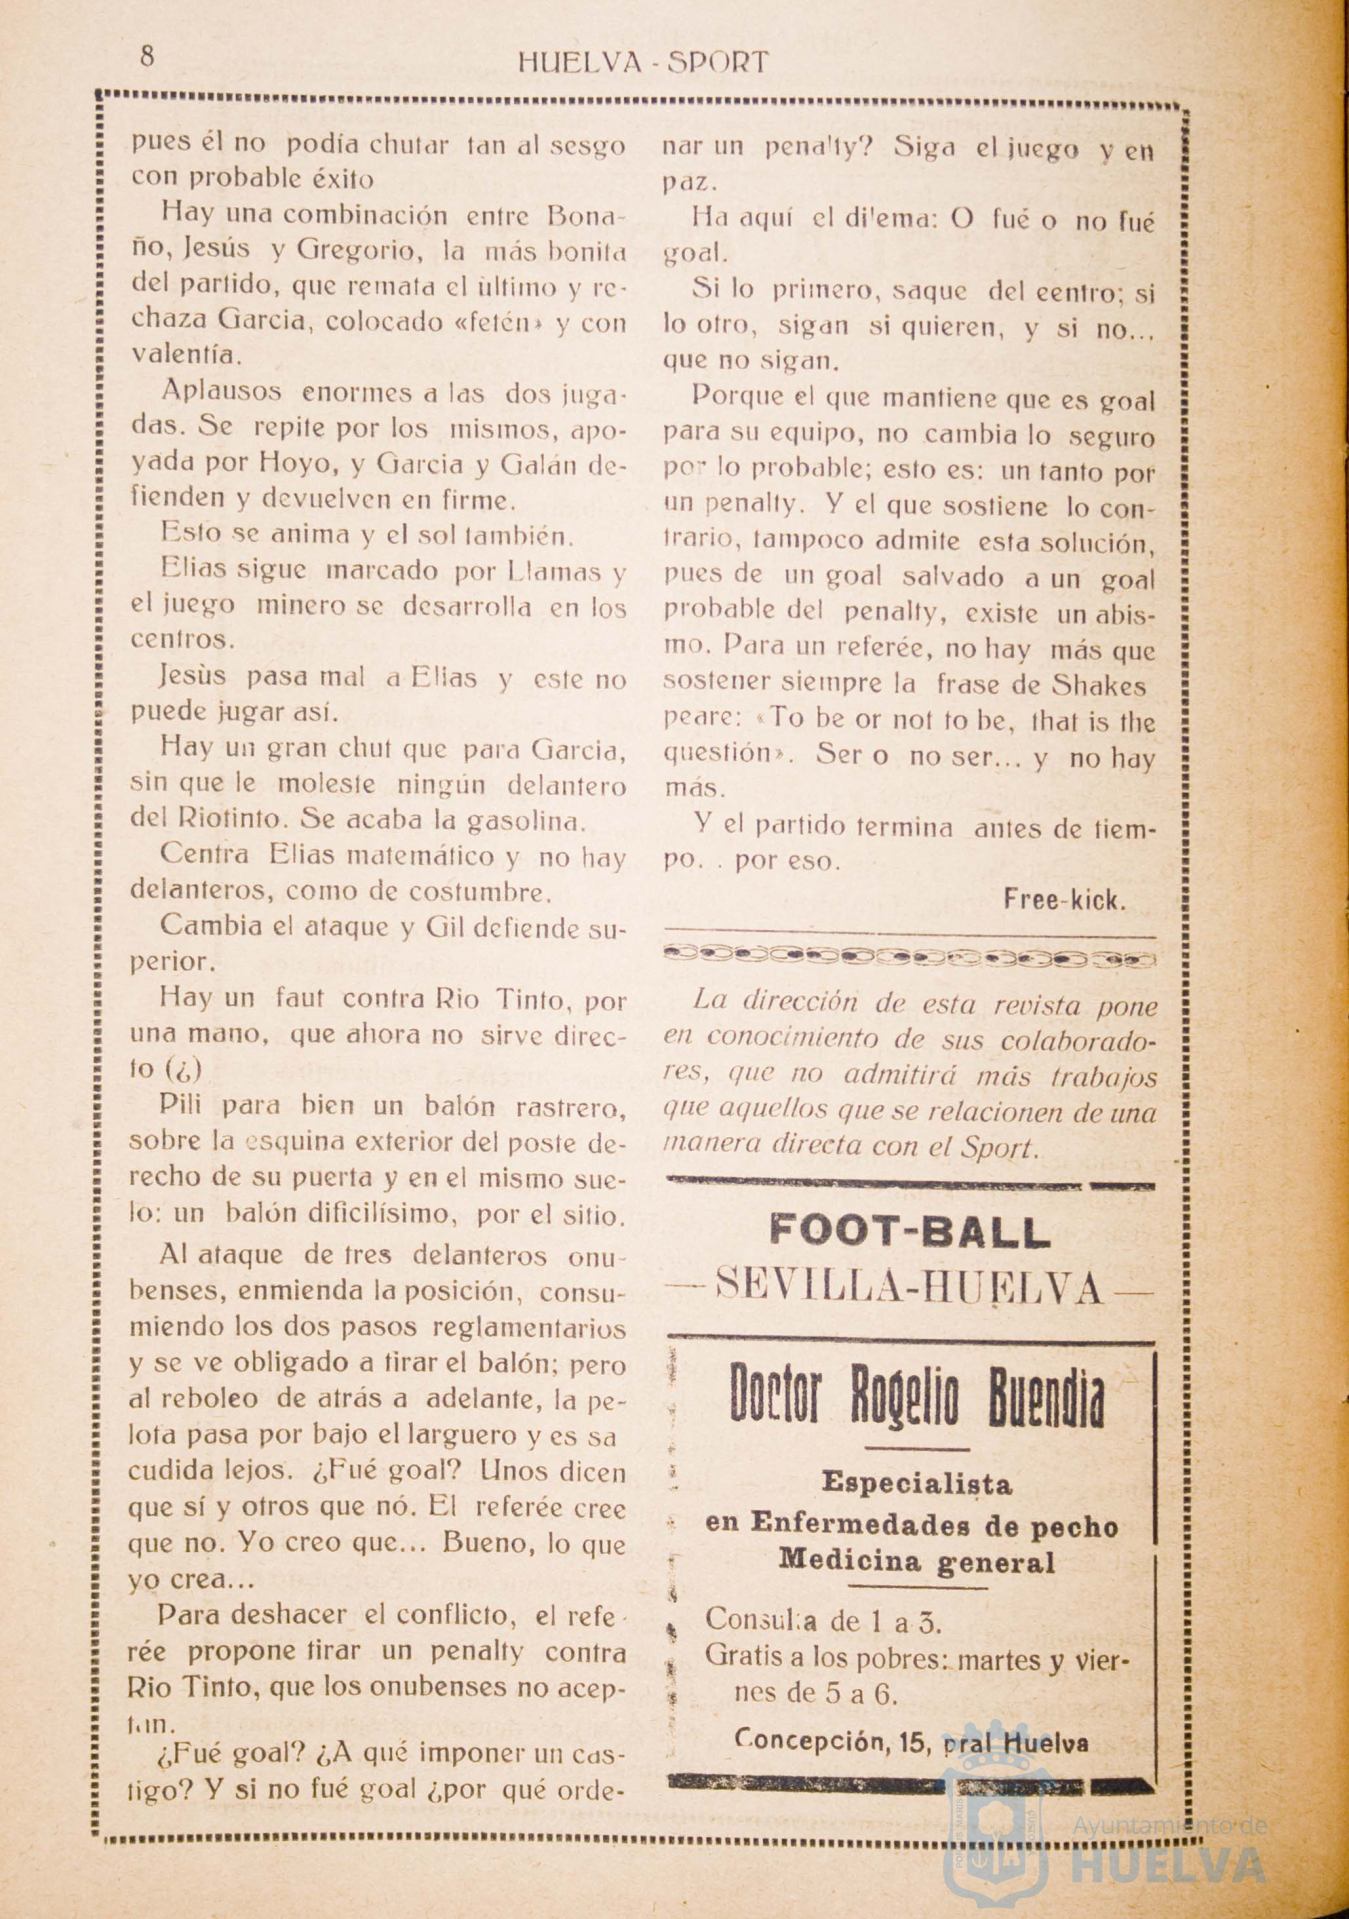 8
HUELVA - SPORT
pues él no podía chutar tan al sesgo
con probable éxito
Hay una combinación entre Bona-
ño, Jesús y Gregorio, la más bonita
del partido, que remata el ùltimo y re-
chaza Garcia, colocado «fetén» y con
valentía.
Aplausos enormes a las dos juga-
das. Se repite por los mismos, apo-
yada por Hoyo, y Garcia y Galán de-
fienden y devuelven en firme.
Esto se anima y el sol también.
Elias sigue marcado por Llamas y
el juego minero se desarrolla en los
centros.
Jesùs pasa mal a Elias y este no
puede jugar así.
Hay un gran chut que para Garcia,
sin que le moleste ningún delantero
del Riotinto. Se acaba la gasolina.
Centra Elias matemático y no hay
delanteros, como de costumbre.
Cambia el ataque y Gil defiende su-
perior.
Hay un faut contra Rio Tinto, por
una mano, que ahora no sirve direc-
to (¿)
Pili para bien un balón rastrero,
sobre la esquina exterior del poste de-
recho de su puerta y en el mismo sue-
lo: un balón dificilísimo, por el sitio.
Al ataque de tres delanteros onu-
benses, enmienda la posición, consu-
miendo los dos pasos reglamentarios
y se ve obligado a tirar el balón; pero
al reboleo de atrás a adelante, la pe-
lota pasa por bajo el larguero y es sa
cudida lejos. ¿Fué goal? Unos dicen
que sí y otros que nó. El referée cree
que no. Yo creo que... Bueno, lo que
yo crea...
Para deshacer el conflicto, el refe-
rée propone tirar un penalty contra
Rio Tinto, que los onubenses no acep-
tan.
¿Fué goal? ¿A qué imponer un cas-
tigo? Y si no fué goal ¿por qué orde-
nar un pena'ty? Siga el juego y en
paz.
Ha aquí el di'ema: O fué o no fué
goal.
Si lo primero, saque del eentro; si
lo otro, sigan si quieren, y si no...
que no sigan.
Porque el que mantiene que es goal
para su equipo, no cambia lo seguro
por lo probable; esto es: un tanto por
un penalty. Y el que sostiene lo con-
trario, tampoco admite esta solución,
pues de un goal salvado a un goal
probable del penalty, existe un abis-
mo. Para un referée, no hay más que
sostener siempre la frase de Shakes
peare: «To be or not to be, that is the
questión». Ser o no ser... y no hay
más.
Y el partido termina antes de tiem-
po. . por eso.
Free-kick.
La dirección de esta revista pone
en conocimiento de sus colaborado-
res, que no admitirá más trabajos
que aquellos que se relacionen de una
manera directa con el Sport.
FOOT-BALL
— SEVILLA-HUELVA —
Doctor Rogelio Buendia
Especialista
en Enfermedades de pecho
Medicina general
Consulta de 1 a 3.
Gratis a los pobres: martes y vier-
nes de 5 a 6.
Concepción, 15, pral Huelva
Ayuntamiento de
HUELVA